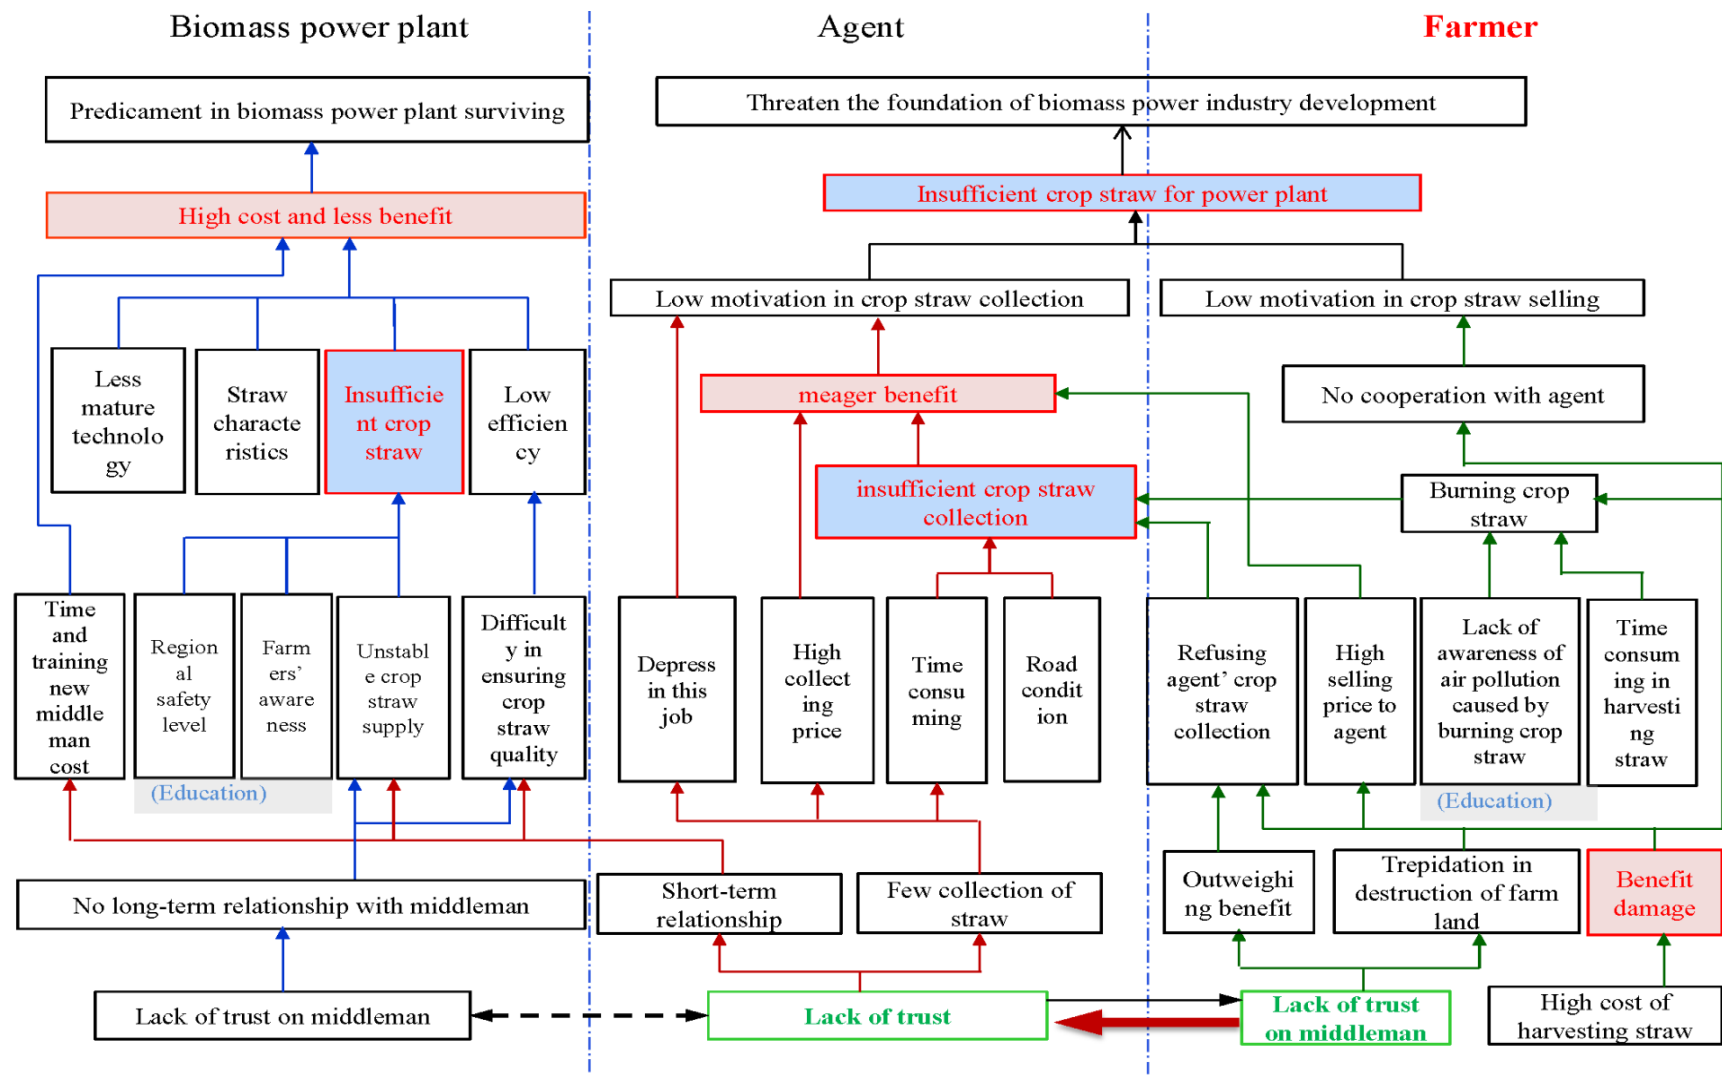 Biomass power plant
Agent
Farmer
Predicament in biomass power plant surviving
Threaten the foundation of biomass power industry development
High cost and less benefit
Insufficient crop straw for power plant
Low motivation in crop straw collection
Low motivation in crop straw selling
Less
mature
technolo
gy
Straw
characte
ristics
Insufficie
nt crop
straw
Low
efficien
cy
meager benefit
No cooperation with agent
insufficient crop straw
collection
Burning crop
straw
Time
and
training
new
middle
man
cost
Region
al
safety
level
Farm
ers’
aware
ness
Unstabl
e crop
straw
supply
Difficult
y in
ensuring
crop
straw
quality
Depress
in this
job
High
collect
ing
price
Time
consu
ming
Road
condit
ion
Refusing
agent’ crop
straw
collection
High
selling
price to
agent
Lack of
awareness of
air pollution
caused by
burning crop
straw
Time
consum
ing in
harvesti
ng
straw
(Education)
(Education)
No long-term relationship with middleman
Short-term
relationship
Few collection of
straw
Outweighi
ng benefit
Trepidation in
destruction of farm
land
Benefit
damage
Lack of trust on middleman
Lack of trust
Lack of trust
on middleman
High cost of
harvesting straw